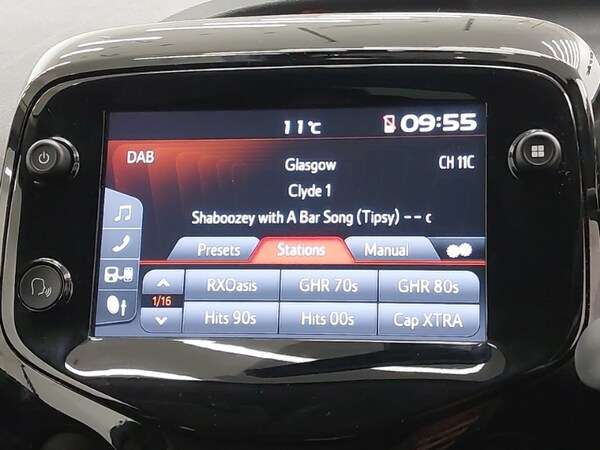 11°C 09:55
DAB Glasgow CH 11C
Clyde 1
Shaboozey with A Bar Song (Tipsy) -- c
Presets Stations Manual
RXOasis GHR 70s GHR 80s
1/16
Hits 90s Hits 00s Cap XTRA